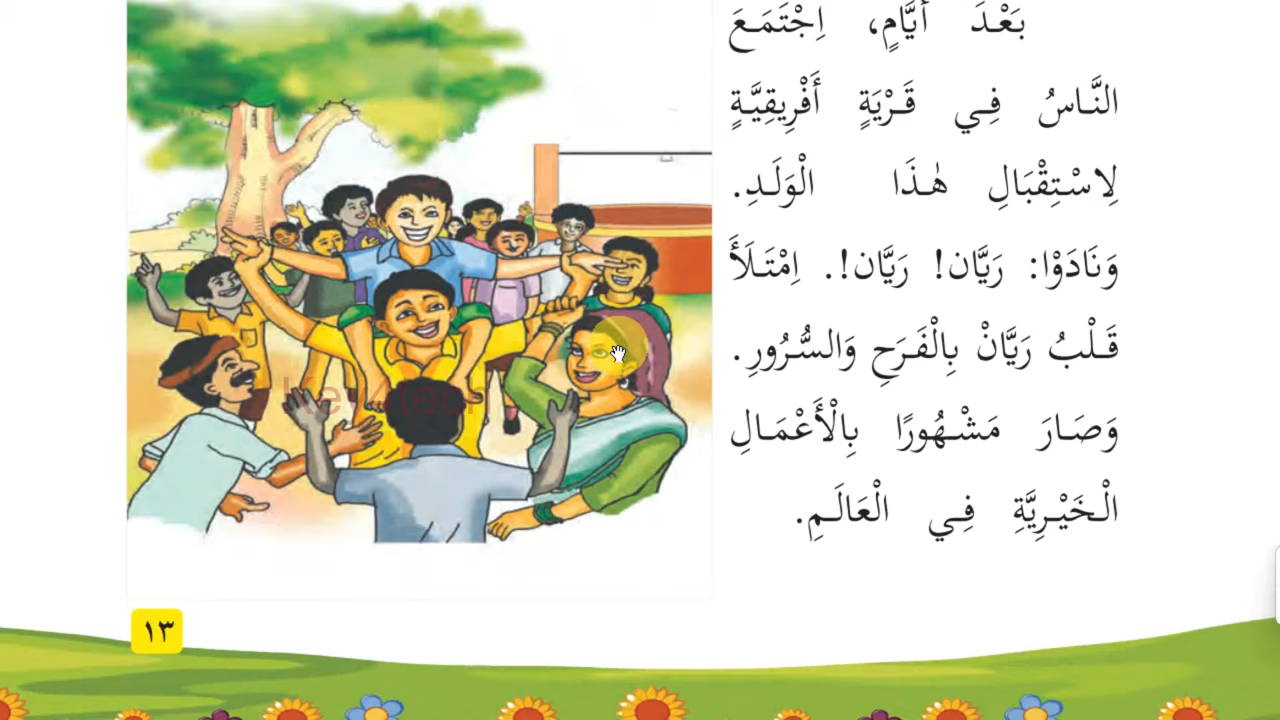 بَعْدَ أَيَّامٍ، اِجْتَمَعَ
النَّاسُ فِي قَرْيَةٍ أَفْرِيقِيَّةٍ
لِاسْتِقْبَالِ هٰذَا الْوَلَدِ.
وَنَادَوْا: رَيَّان! رَيَّان!. اِمْتَلَأَ
قَلْبُ رَيَّانْ بِالْفَرَحِ وَالسُّرُورِ.
وَصَارَ مَشْهُورًا بِالْأَعْمَالِ
الْخَيْرِيَّةِ فِي الْعَالَمِ.
١٣